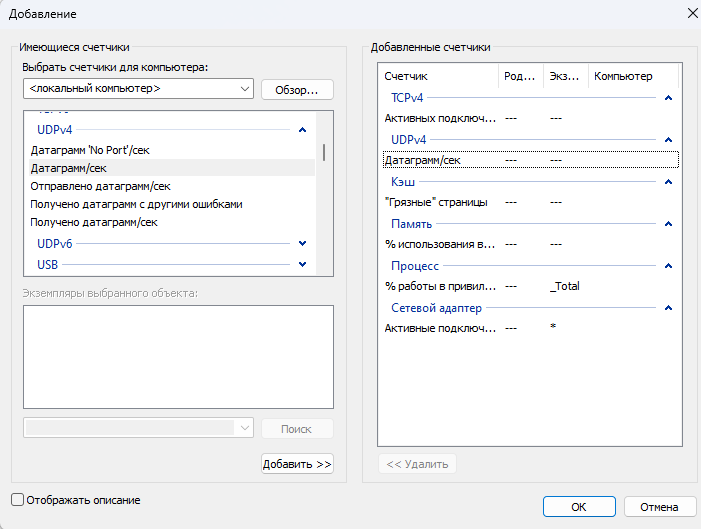 Добавление
Имеющиеся счетчики
Выбрать счетчики для компьютера:
<локальный компьютер>
Обзор...
UDPv4
Датаграмм 'No Port'/сек
Датаграмм/сек
Отправлено датаграмм/сек
Получено датаграмм с другими ошибками
Получено датаграмм/сек
UDPv6
USB
Экземпляры выбранного объекта:
Поиск
Добавить >>
Отображать описание
Добавленные счетчики
Счетчик Род... Экз... Компьютер
TCPv4
Активных подключ... --- ---
UDPv4
Датаграмм/сек --- ---
Кэш
"Грязные" страницы --- ---
Память
% использования в... --- ---
Процесс
% работы в привил... --- _Total
Сетевой адаптер
Активные подключ... --- *
<< Удалить
ОК
Отмена